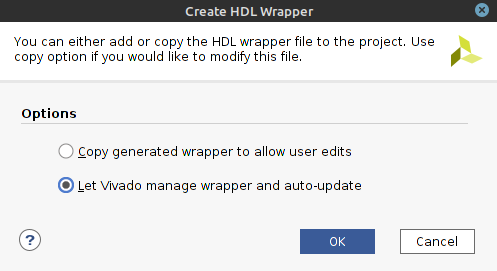 Create HDL Wrapper
You can either add or copy the HDL wrapper file to the project. Use
copy option if you would like to modify this file.
Options
Copy generated wrapper to allow user edits
Let Vivado manage wrapper and auto-update
?
OK
Cancel